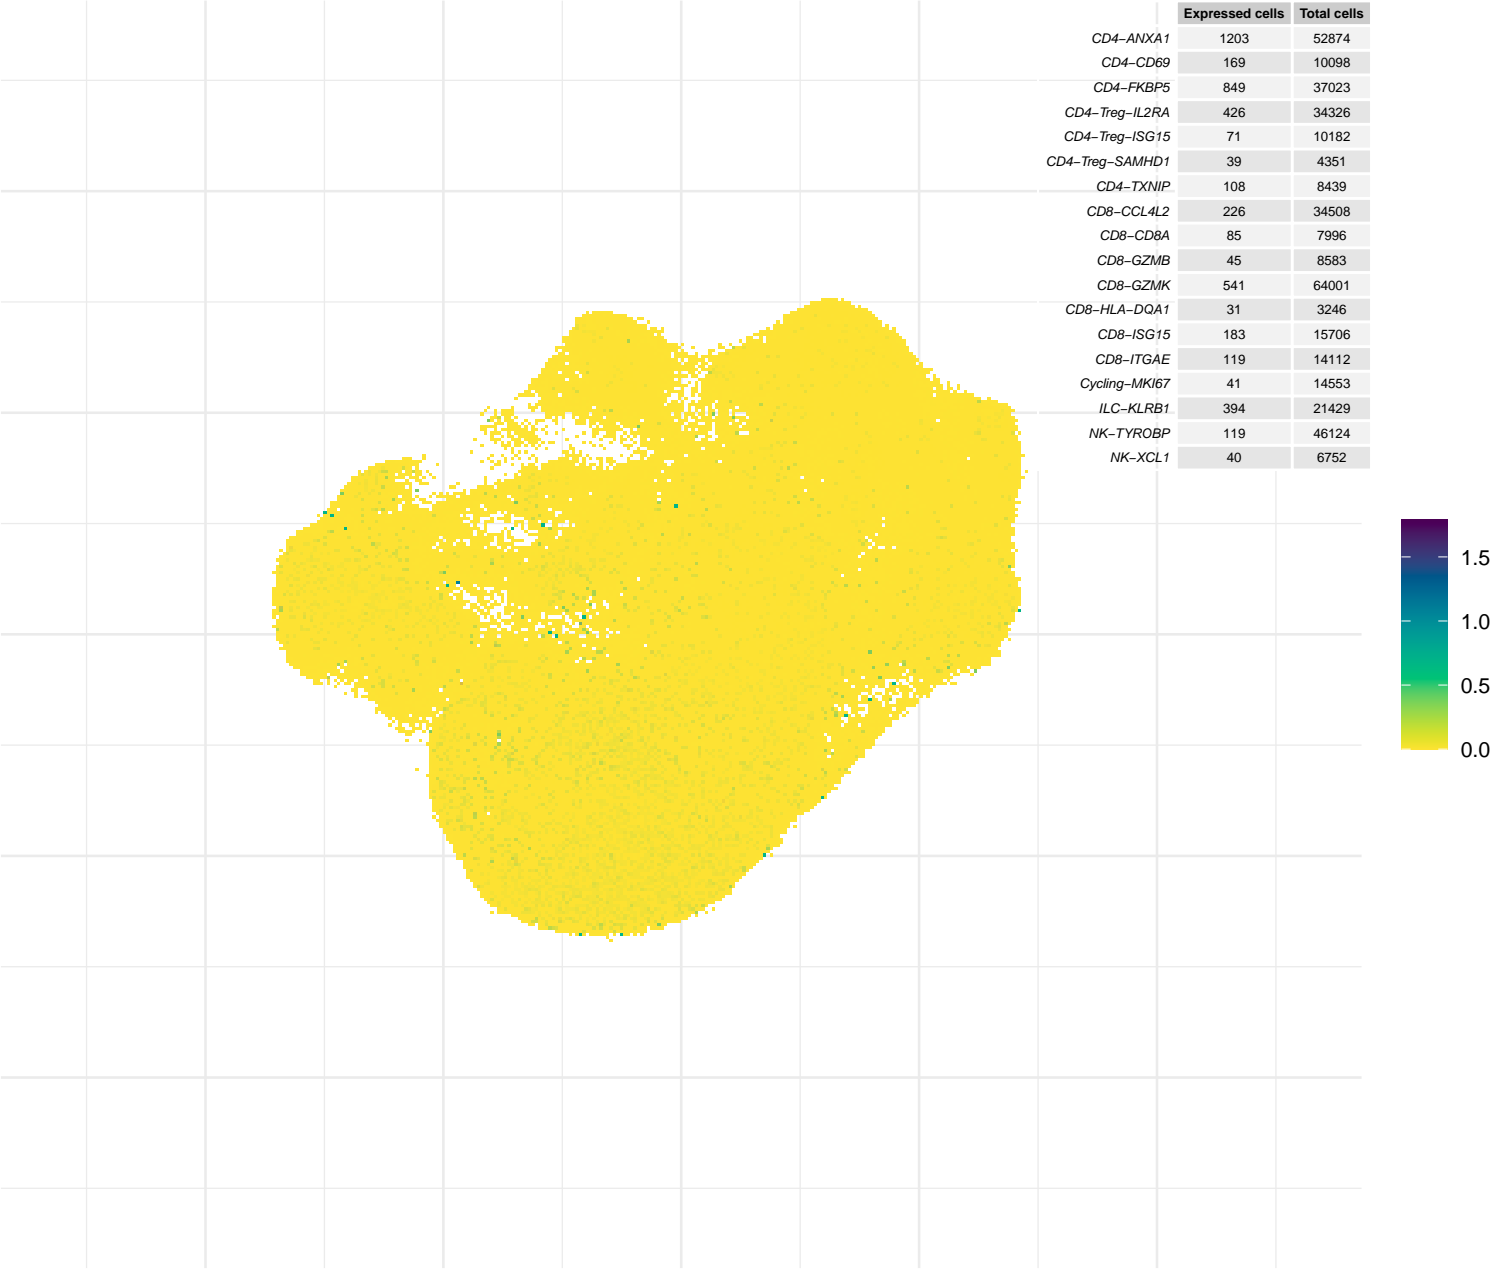 Expressed cells Total cells
CD4−ANXA1 1203 52874
CD4−CD69 169 10098
CD4−FKBP5 849 37023
CD4−Treg−IL2RA 426 34326
CD4−Treg−ISG15 71 10182
CD4−Treg−SAMHD1 39 4351
CD4−TXNIP 108 8439
CD8−CCL4L2 226 34508
CD8−CD8A 85 7996
CD8−GZMB 45 8583
CD8−GZMK 541 64001
CD8−HLA−DQA1 31 3246
CD8−ISG15 183 15706
CD8−ITGAE 119 14112
Cycling−MKI67 41 14553
ILC−KLRB1 394 21429
NK−TYROBP 119 46124
NK−XCL1 40 6752
1.5
1.0
0.5
0.0